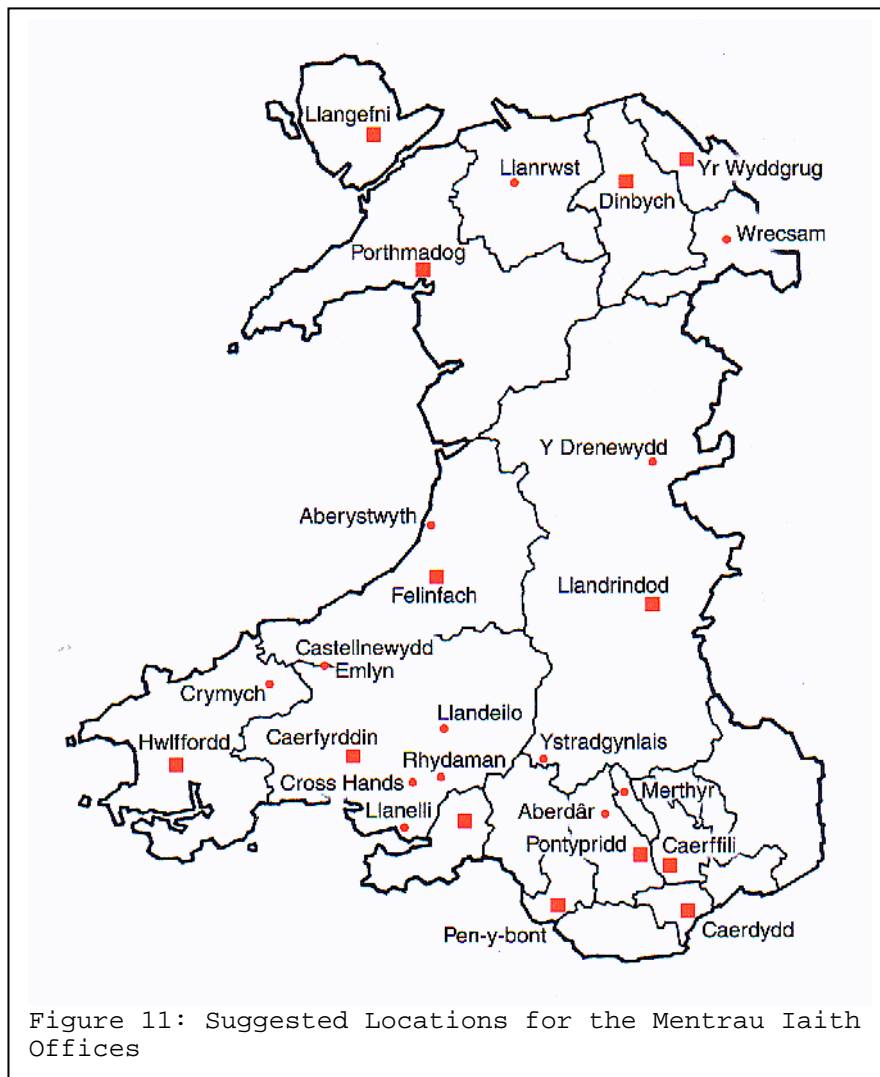 Llangefni
Llanrwst
Yr Wyddgrug
Dinbych
Wrecsam
Porthmadog
Y Drenewydd
Aberystwyth
Felinfach
Llandrindod
Castellnewydd
Emlyn
Crymych
Llandeilo
Hwlffordd
Caerfyrddin
Ystradgynlais
Rhydaman
Cross Hands
Merthyr
Llanelli
Aberdâr
Pontypridd
Caerffili
Pen-y-bont
Caerdydd
Figure 11: Suggested Locations for the Mentrau Iaith
Offices